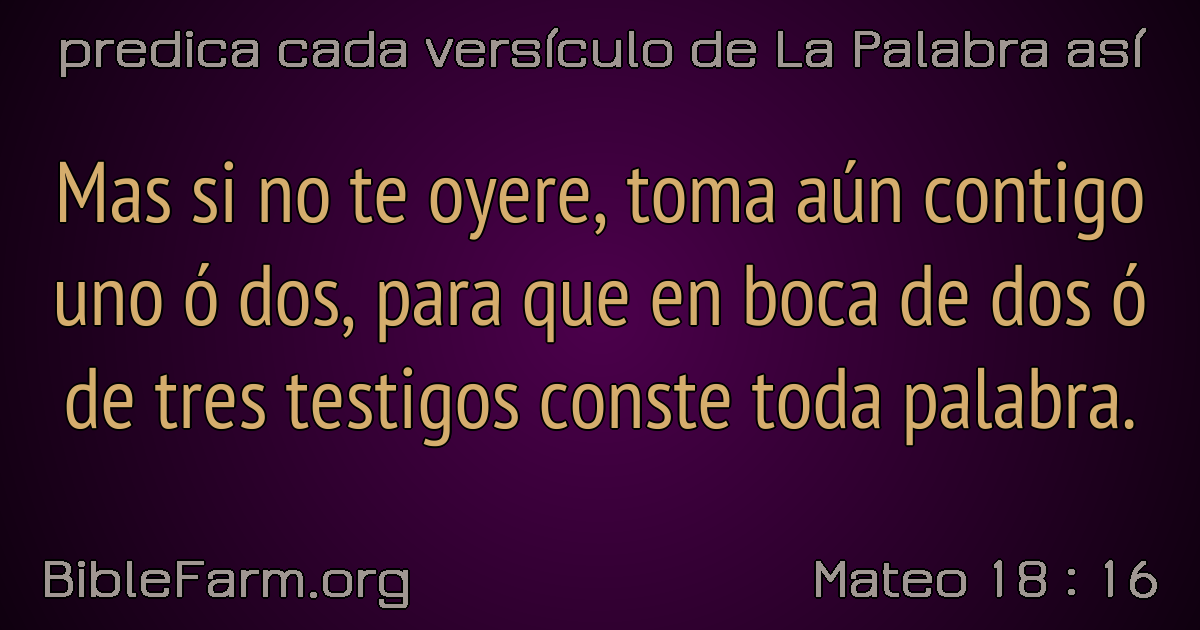 predica cada versículo de La Palabra así
Mas si no te oyere, toma aún contigo
uno ó dos, para que en boca de dos ó
de tres testigos conste toda palabra.
BibleFarm.org
Mateo 18 : 16